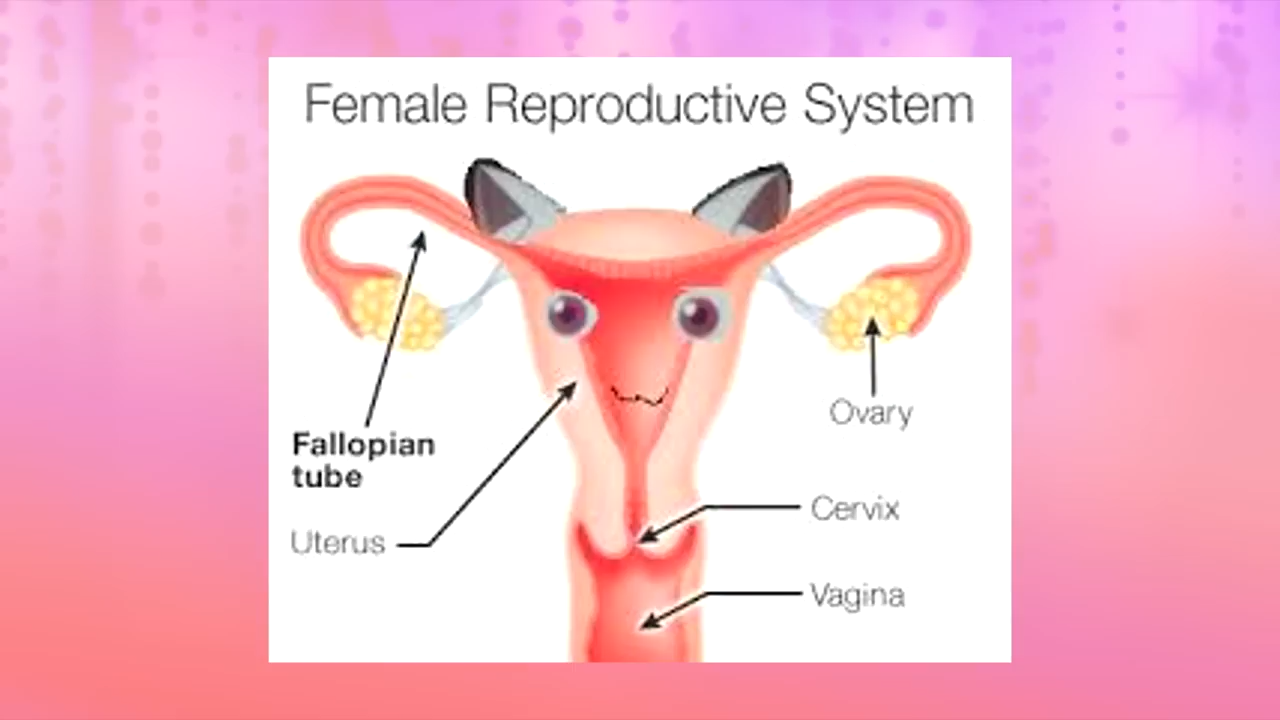 Female Reproductive System
Fallopian
tube
Uterus
Ovary
Cervix
Vagina